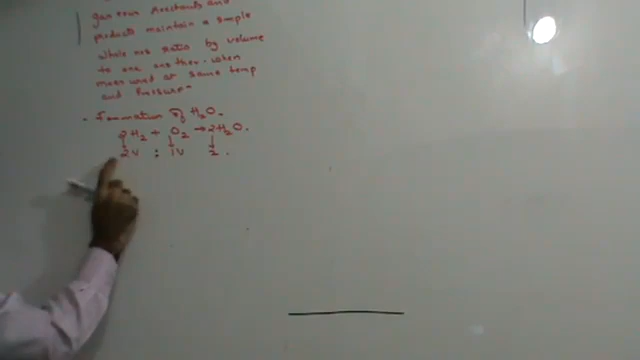 gaseous reactants and
products maintain a simple
whole no. ratio by volume
to one another. when
measured at same temp
and Pressure.
• Formation of H₂O.
2H₂ + O₂ → 2H₂O.
2V : 1V 2.